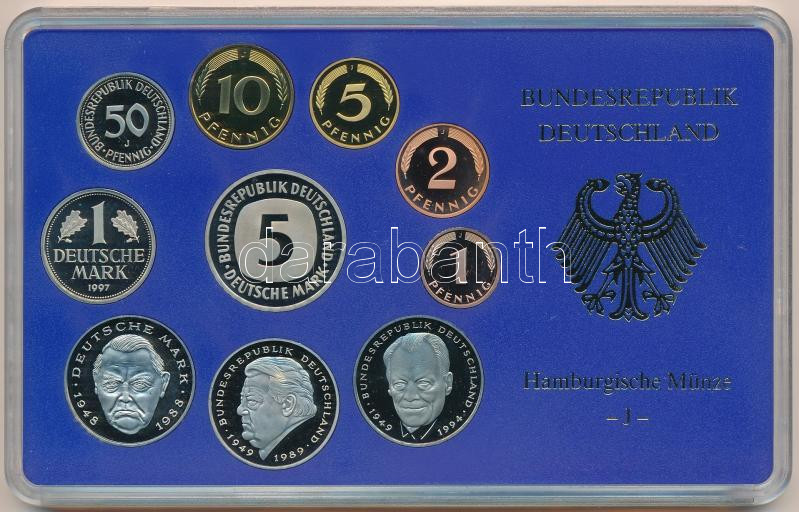 BUNDESREPUBLIK DEUTSCHLAND
50
PFENNIG
J
10
PFENNIG
J
5
PFENNIG
J
2
PFENNIG
J
1
PFENNIG
1
DEUTSCHE
MARK
1997
BUNDESREPUBLIK DEUTSCHLAND
5
DEUTSCHE MARK
DEUTSCHE MARK
1948 1988
BUNDESREPUBLIK DEUTSCHLAND
1949 1989
BUNDESREPUBLIK DEUTSCHLAND
1949 1994
BUNDESREPUBLIK
DEUTSCHLAND
Hamburgische Münze
– J –
darabanth